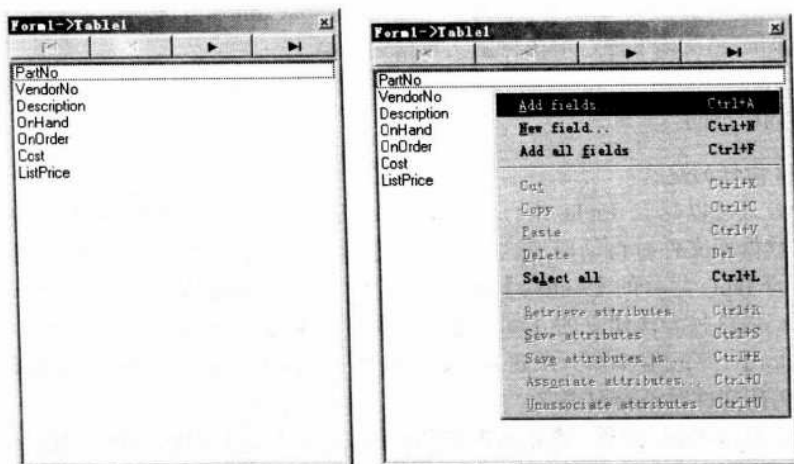 Form1->Table1
PartNo
VendorNo
Description
OnHand
OnOrder
Cost
ListPrice
Form1->Table1
PartNo
VendorNo
Description
OnHand
OnOrder
Cost
ListPrice
Add fields Ctrl+A
New field... Ctrl+N
Add all fields Ctrl+F
Cut Ctrl+X
Copy Ctrl+C
Paste Ctrl+V
Delete Del
Select all Ctrl+L
Retrieve attributes Ctrl+R
Save attributes Ctrl+S
Save attributes as... Ctrl+E
Associate attributes... Ctrl+O
Unassociate attributes Ctrl+U